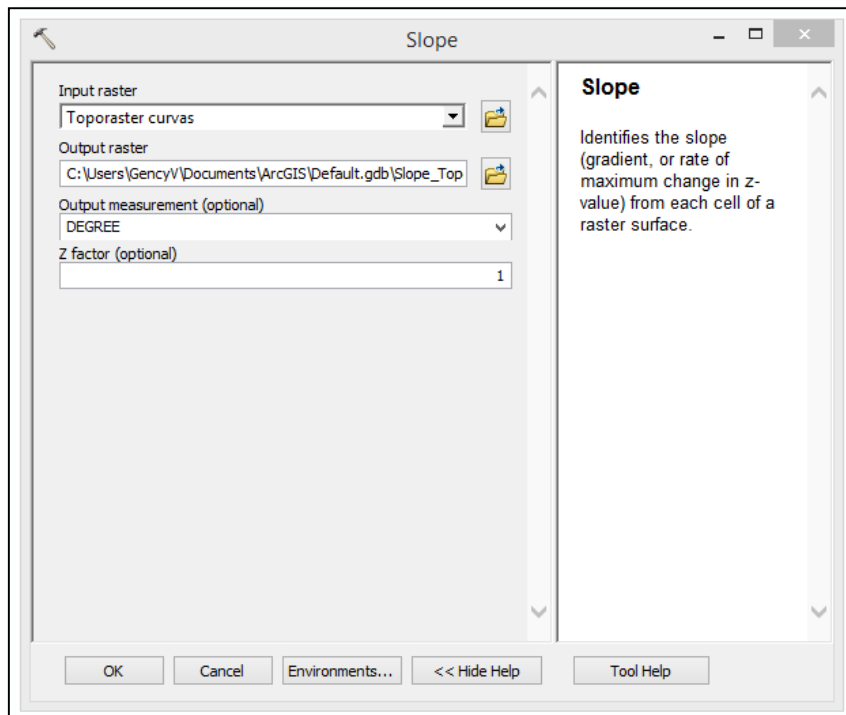 Slope
Input raster
Toporaster curvas
Output raster
C:\Users\GencyV\Documents\ArcGIS\Default.gdb\Slope_Top
Output measurement (optional)
DEGREE
Z factor (optional)
1
OK
Cancel
Environments...
<< Hide Help
Slope
Identifies the slope
(gradient, or rate of
maximum change in z-
value) from each cell of a
raster surface.
Tool Help